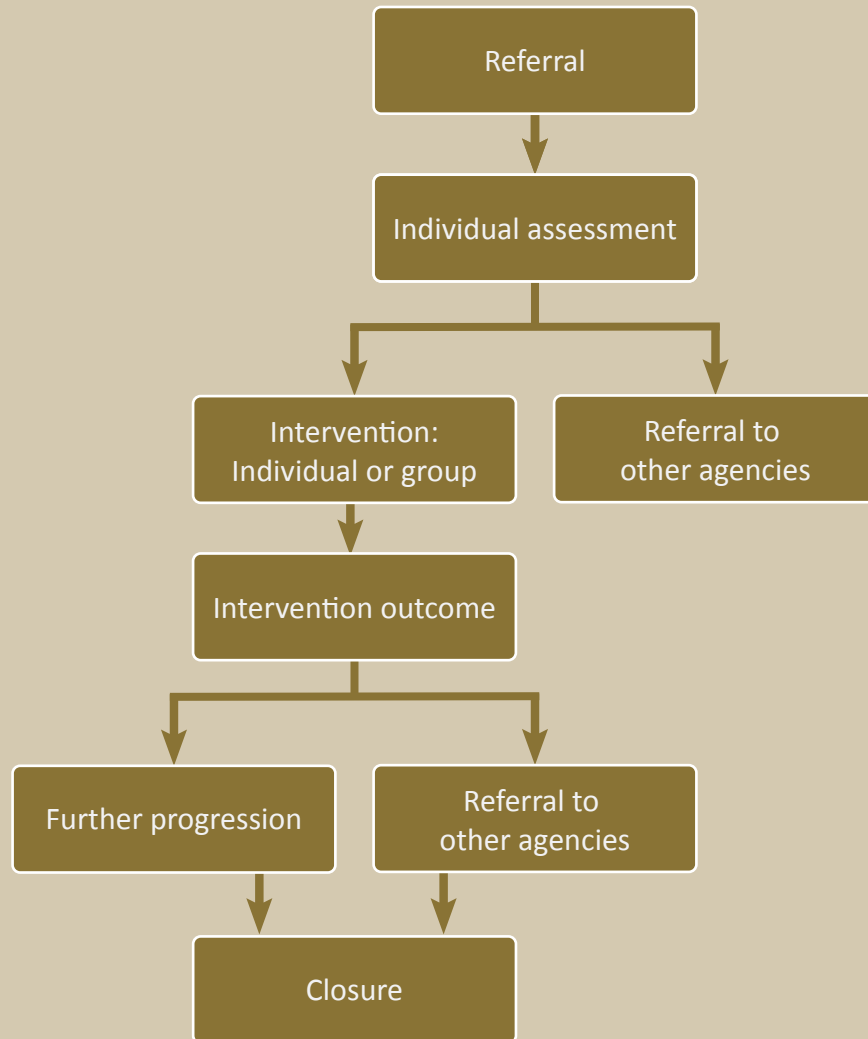 Referral
Individual assessment
Intervention:
Individual or group
Referral to
other agencies
Intervention outcome
Further progression
Referral to
other agencies
Closure